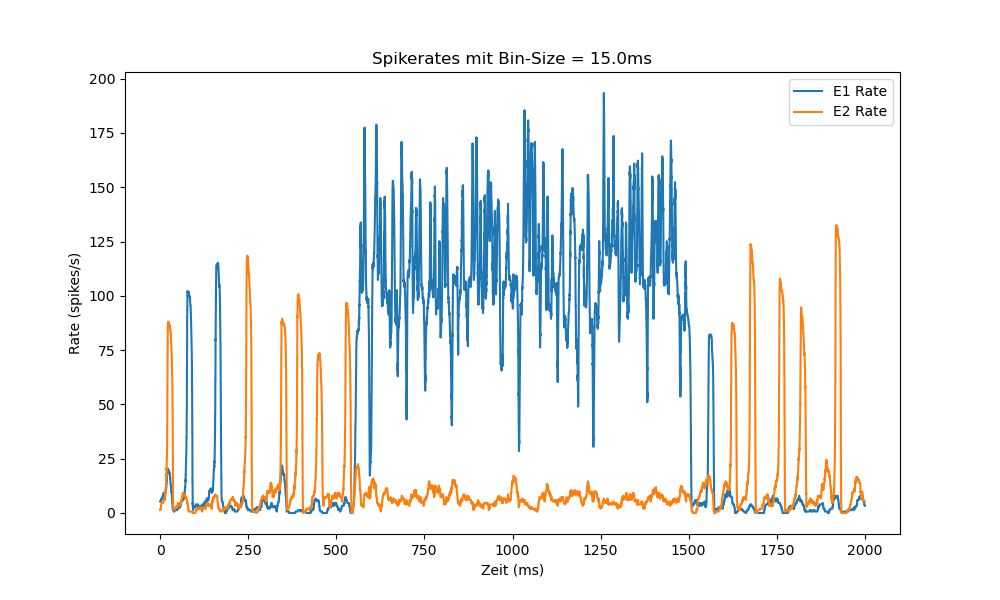 Spikerates mit Bin-Size = 15.0ms
E1 Rate
E2 Rate
Rate (spikes/s)
200
175
150
125
100
75
50
25
0
0 250 500 750 1000 1250 1500 1750 2000
Zeit (ms)